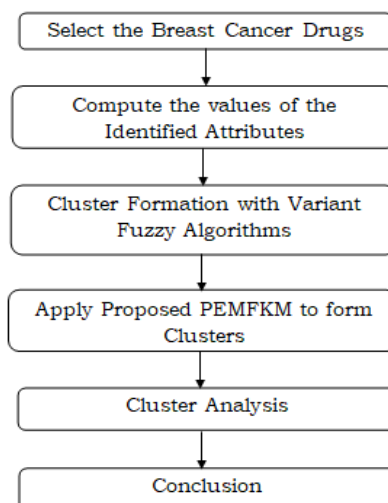 Select the Breast Cancer Drugs
Compute the values of the
Identified Attributes
Cluster Formation with Variant
Fuzzy Algorithms
Apply Proposed PEMFKM to form
Clusters
Cluster Analysis
Conclusion